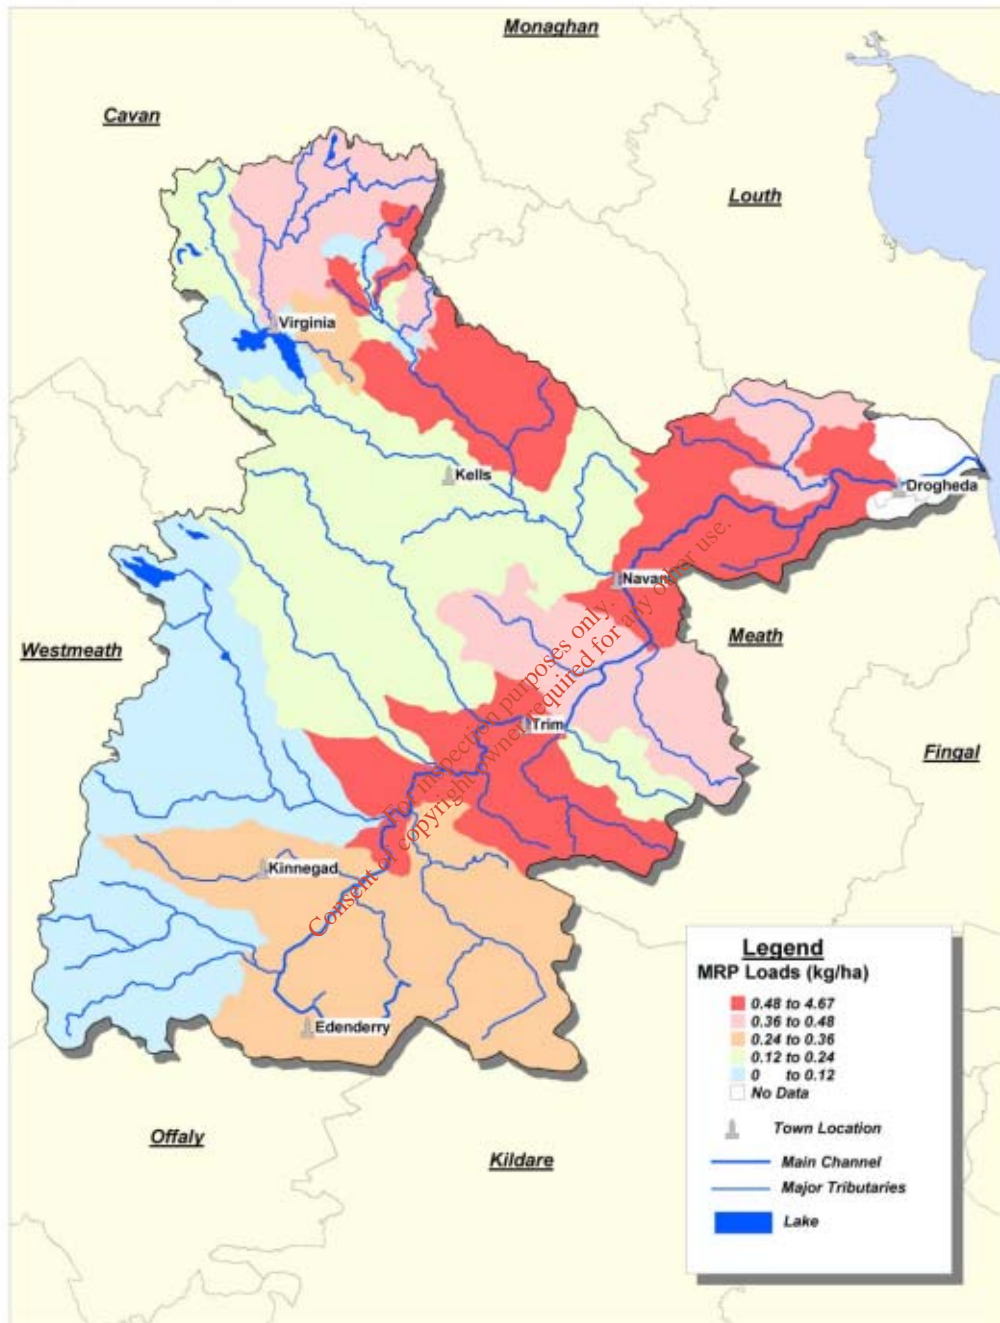 Monaghan
Cavan
Louth
Virginia
Kells
Drogheda
Navan
Westmeath
Meath
Trim
Fingal
Kinnegad
Edenderry
Offaly
Kildare
For inspection purposes only.
Consent of copyright owner required for any other use.
Legend
MRP Loads (kg/ha)
0.48 to 4.67
0.36 to 0.48
0.24 to 0.36
0.12 to 0.24
0 to 0.12
No Data
Town Location
Main Channel
Major Tributaries
Lake